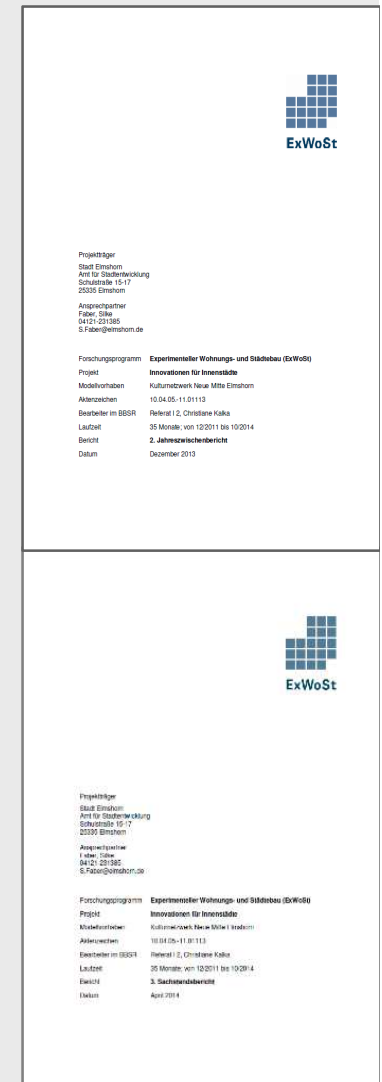 ExWoSt
Projektträger
Stadt Elmshorn
Amt für Stadtentwicklung
Schulstraße 15-17
25335 Elmshorn
Ansprechpartner
Faber, Silke
04121-231385
S.Faber@elmshorn.de
Forschungsprogramm Experimenteller Wohnungs- und Städtebau (ExWoSt)
Projekt Innovationen für Innenstädte
Modellvorhaben Kulturnetzwerk Neue Mitte Elmshorn
Aktenzeichen 10.04.05.-11.01113
Bearbeiter im BBSR Referat I 2, Christiane Kalka
Laufzeit 35 Monate; von 12/2011 bis 10/2014
Bericht 2. Jahreszwischenbericht
Datum Dezember 2013
ExWoSt
Projektträger
Stadt Elmshorn
Amt für Stadtentwicklung
Schulstraße 15-17
25335 Elmshorn
Ansprechpartner
Faber, Silke
04121-231385
S.Faber@elmshorn.de
Forschungsprogramm Experimenteller Wohnungs- und Städtebau (ExWoSt)
Projekt Innovationen für Innenstädte
Modellvorhaben Kulturnetzwerk Neue Mitte Elmshorn
Aktenzeichen 10.04.05.-11.01113
Bearbeiter im BBSR Referat I 2, Christiane Kalka
Laufzeit 35 Monate; von 12/2011 bis 10/2014
Bericht 3. Sachstandsbericht
Datum April 2014